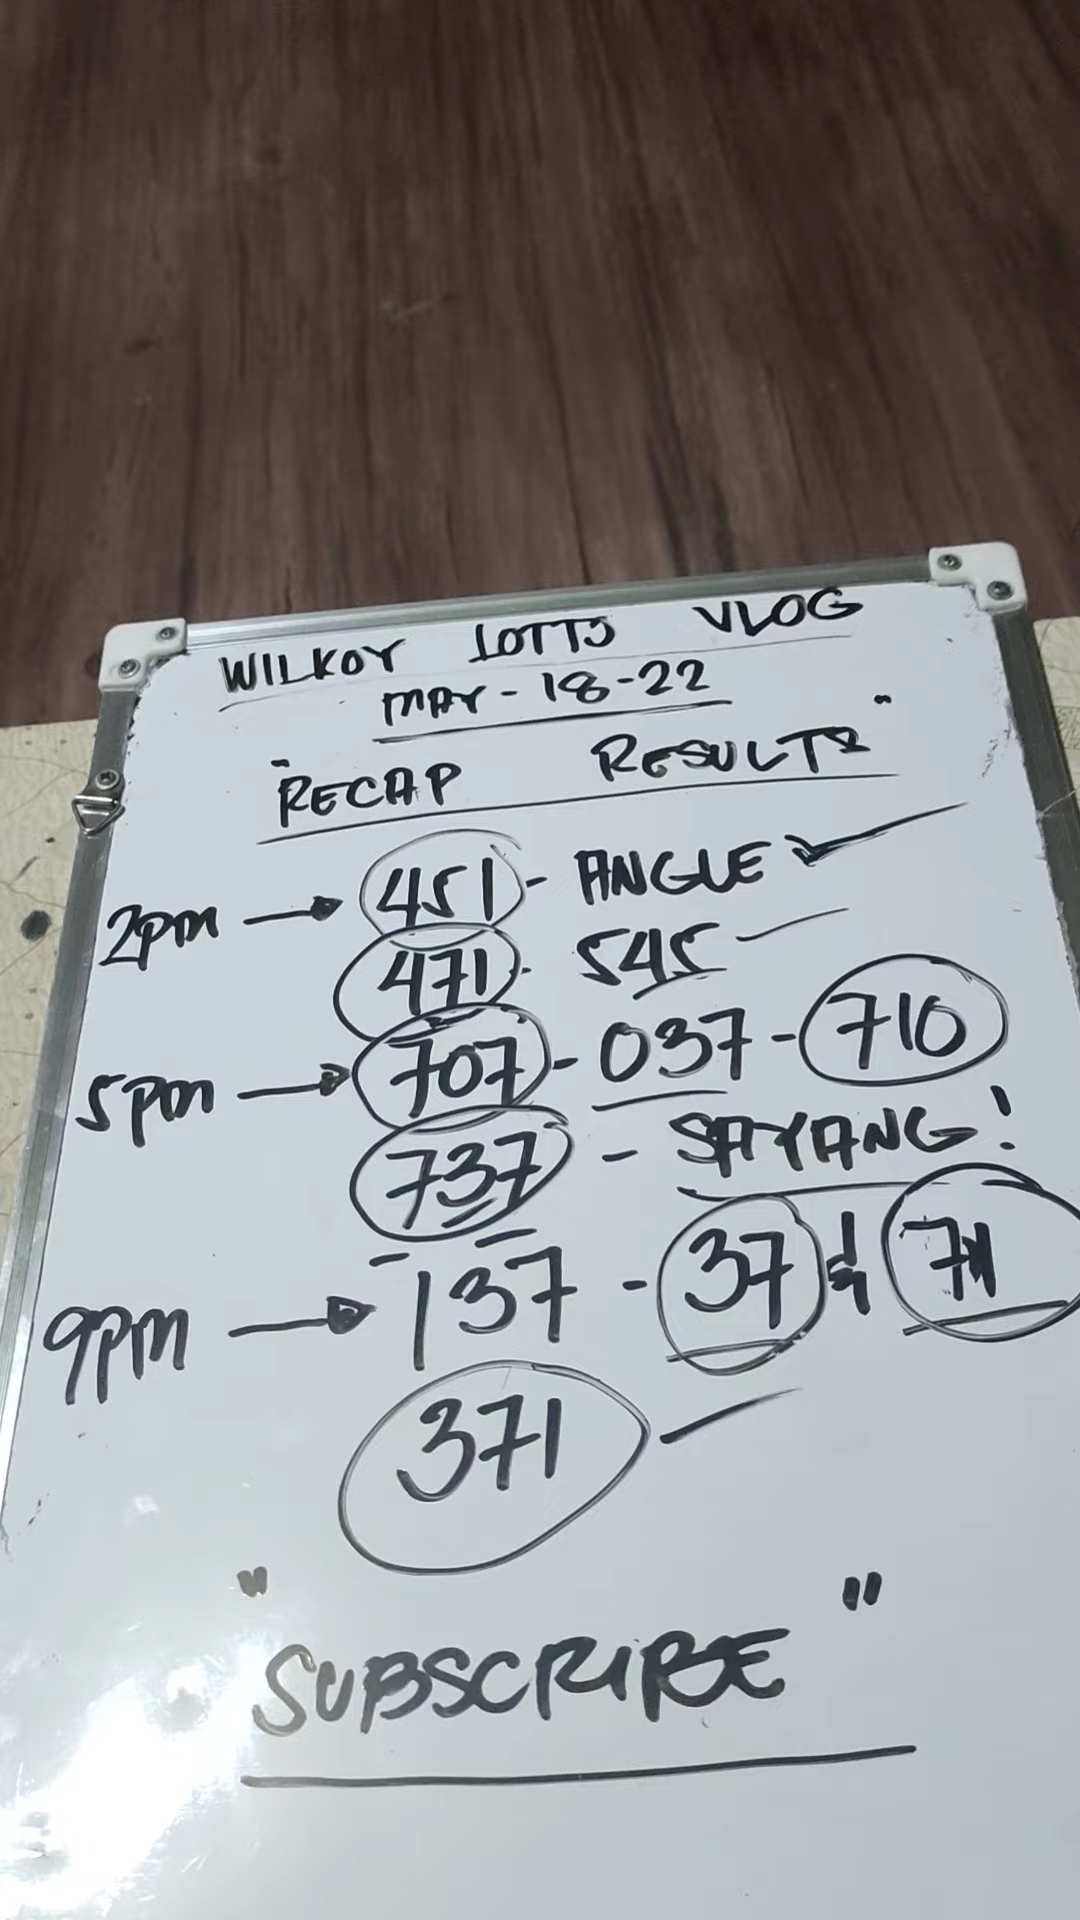 WILKOY LOTTO VLOG
MAY-18-22
"RECAP RESULTS"
2pm → 451 - ANGLE ✓
471 - 545
5pm → 707 - 037 - 710
737 - SAYANG!
9pm → 137 - 37 & 71
371
"SUBSCRIBE"